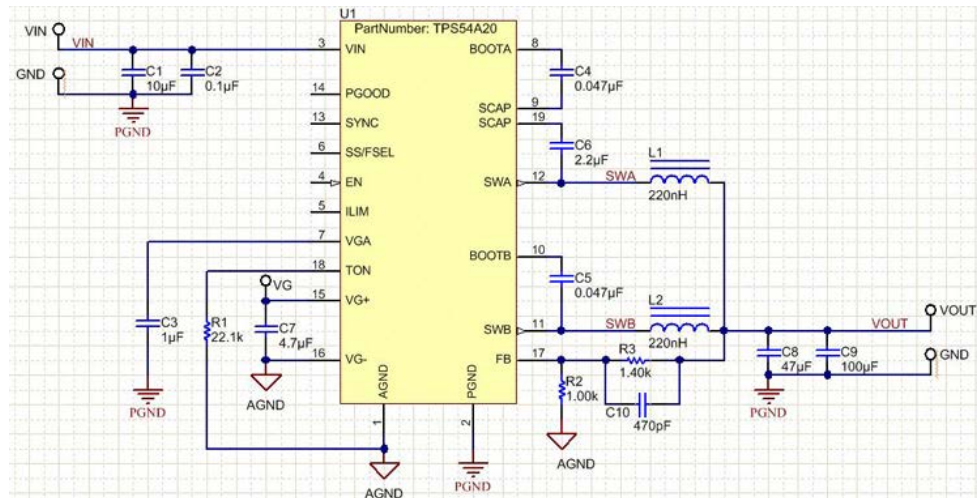 U1
PartNumber: TPS54A20
VIN
VIN
3
VIN
BOOTA
8
C1
10µF
C2
0.1µF
C4
0.047µF
GND
14
PGOOD
SCAP
9
PGND
13
SYNC
SCAP
19
6
SS/FSEL
C6
2.2µF
L1
4
EN
SWA
12
SWA
220nH
5
ILIM
7
VGA
BOOTB
10
18
TON
C5
0.047µF
VG
15
VG+
L2
VOUT
C3
1µF
R1
22.1k
C7
4.7µF
SWB
11
SWB
220nH
VOUT
16
VG-
FB
17
R3
1.40k
C8
47µF
C9
100µF
GND
AGND
PGND
R2
1.00k
C10
470pF
PGND
AGND
PGND
1
2
AGND
AGND
PGND